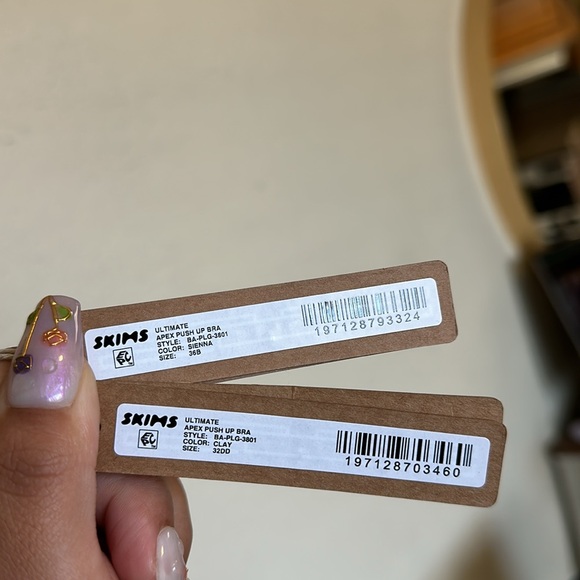 SKIMS
ULTIMATE
APEX PUSH UP BRA
STYLE: BA-PLG-3801
COLOR: SIENNA
SIZE: 36B
197128793324
SKIMS
ULTIMATE
APEX PUSH UP BRA
STYLE: BA-PLG-3801
COLOR: CLAY
SIZE: 32DD
197128703460